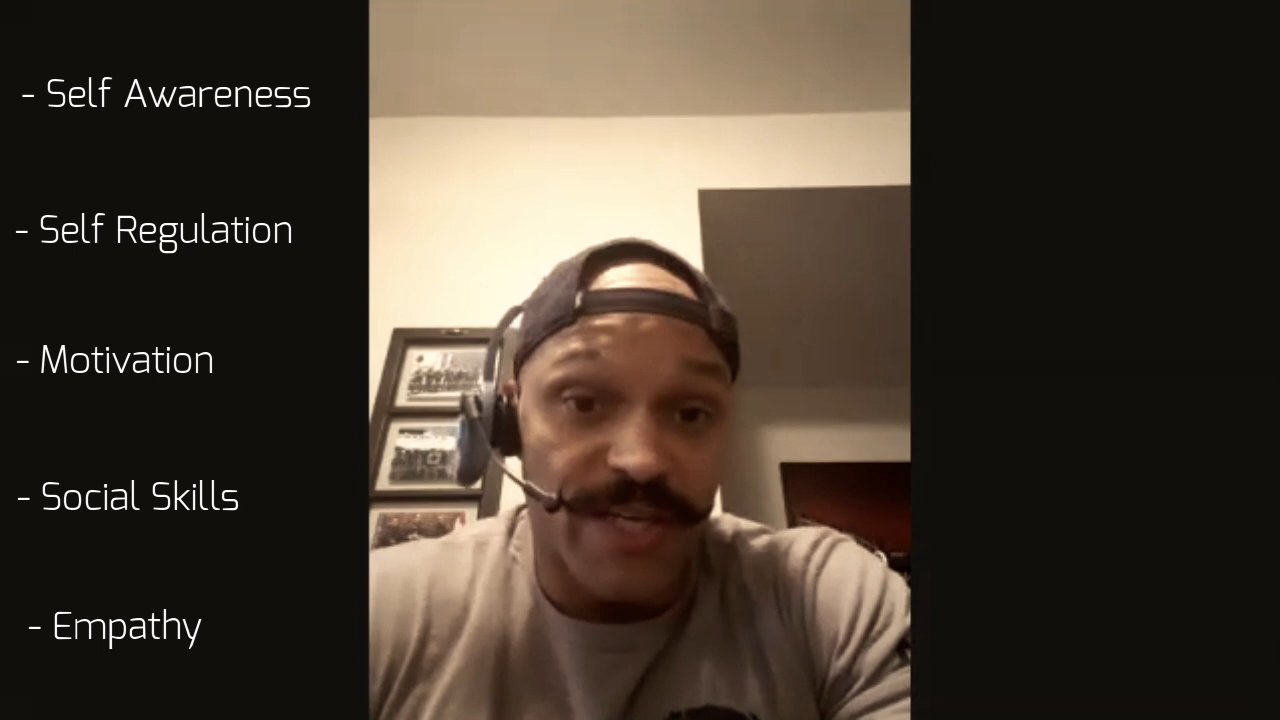 - Self Awareness
- Self Regulation
- Motivation
- Social Skills
- Empathy